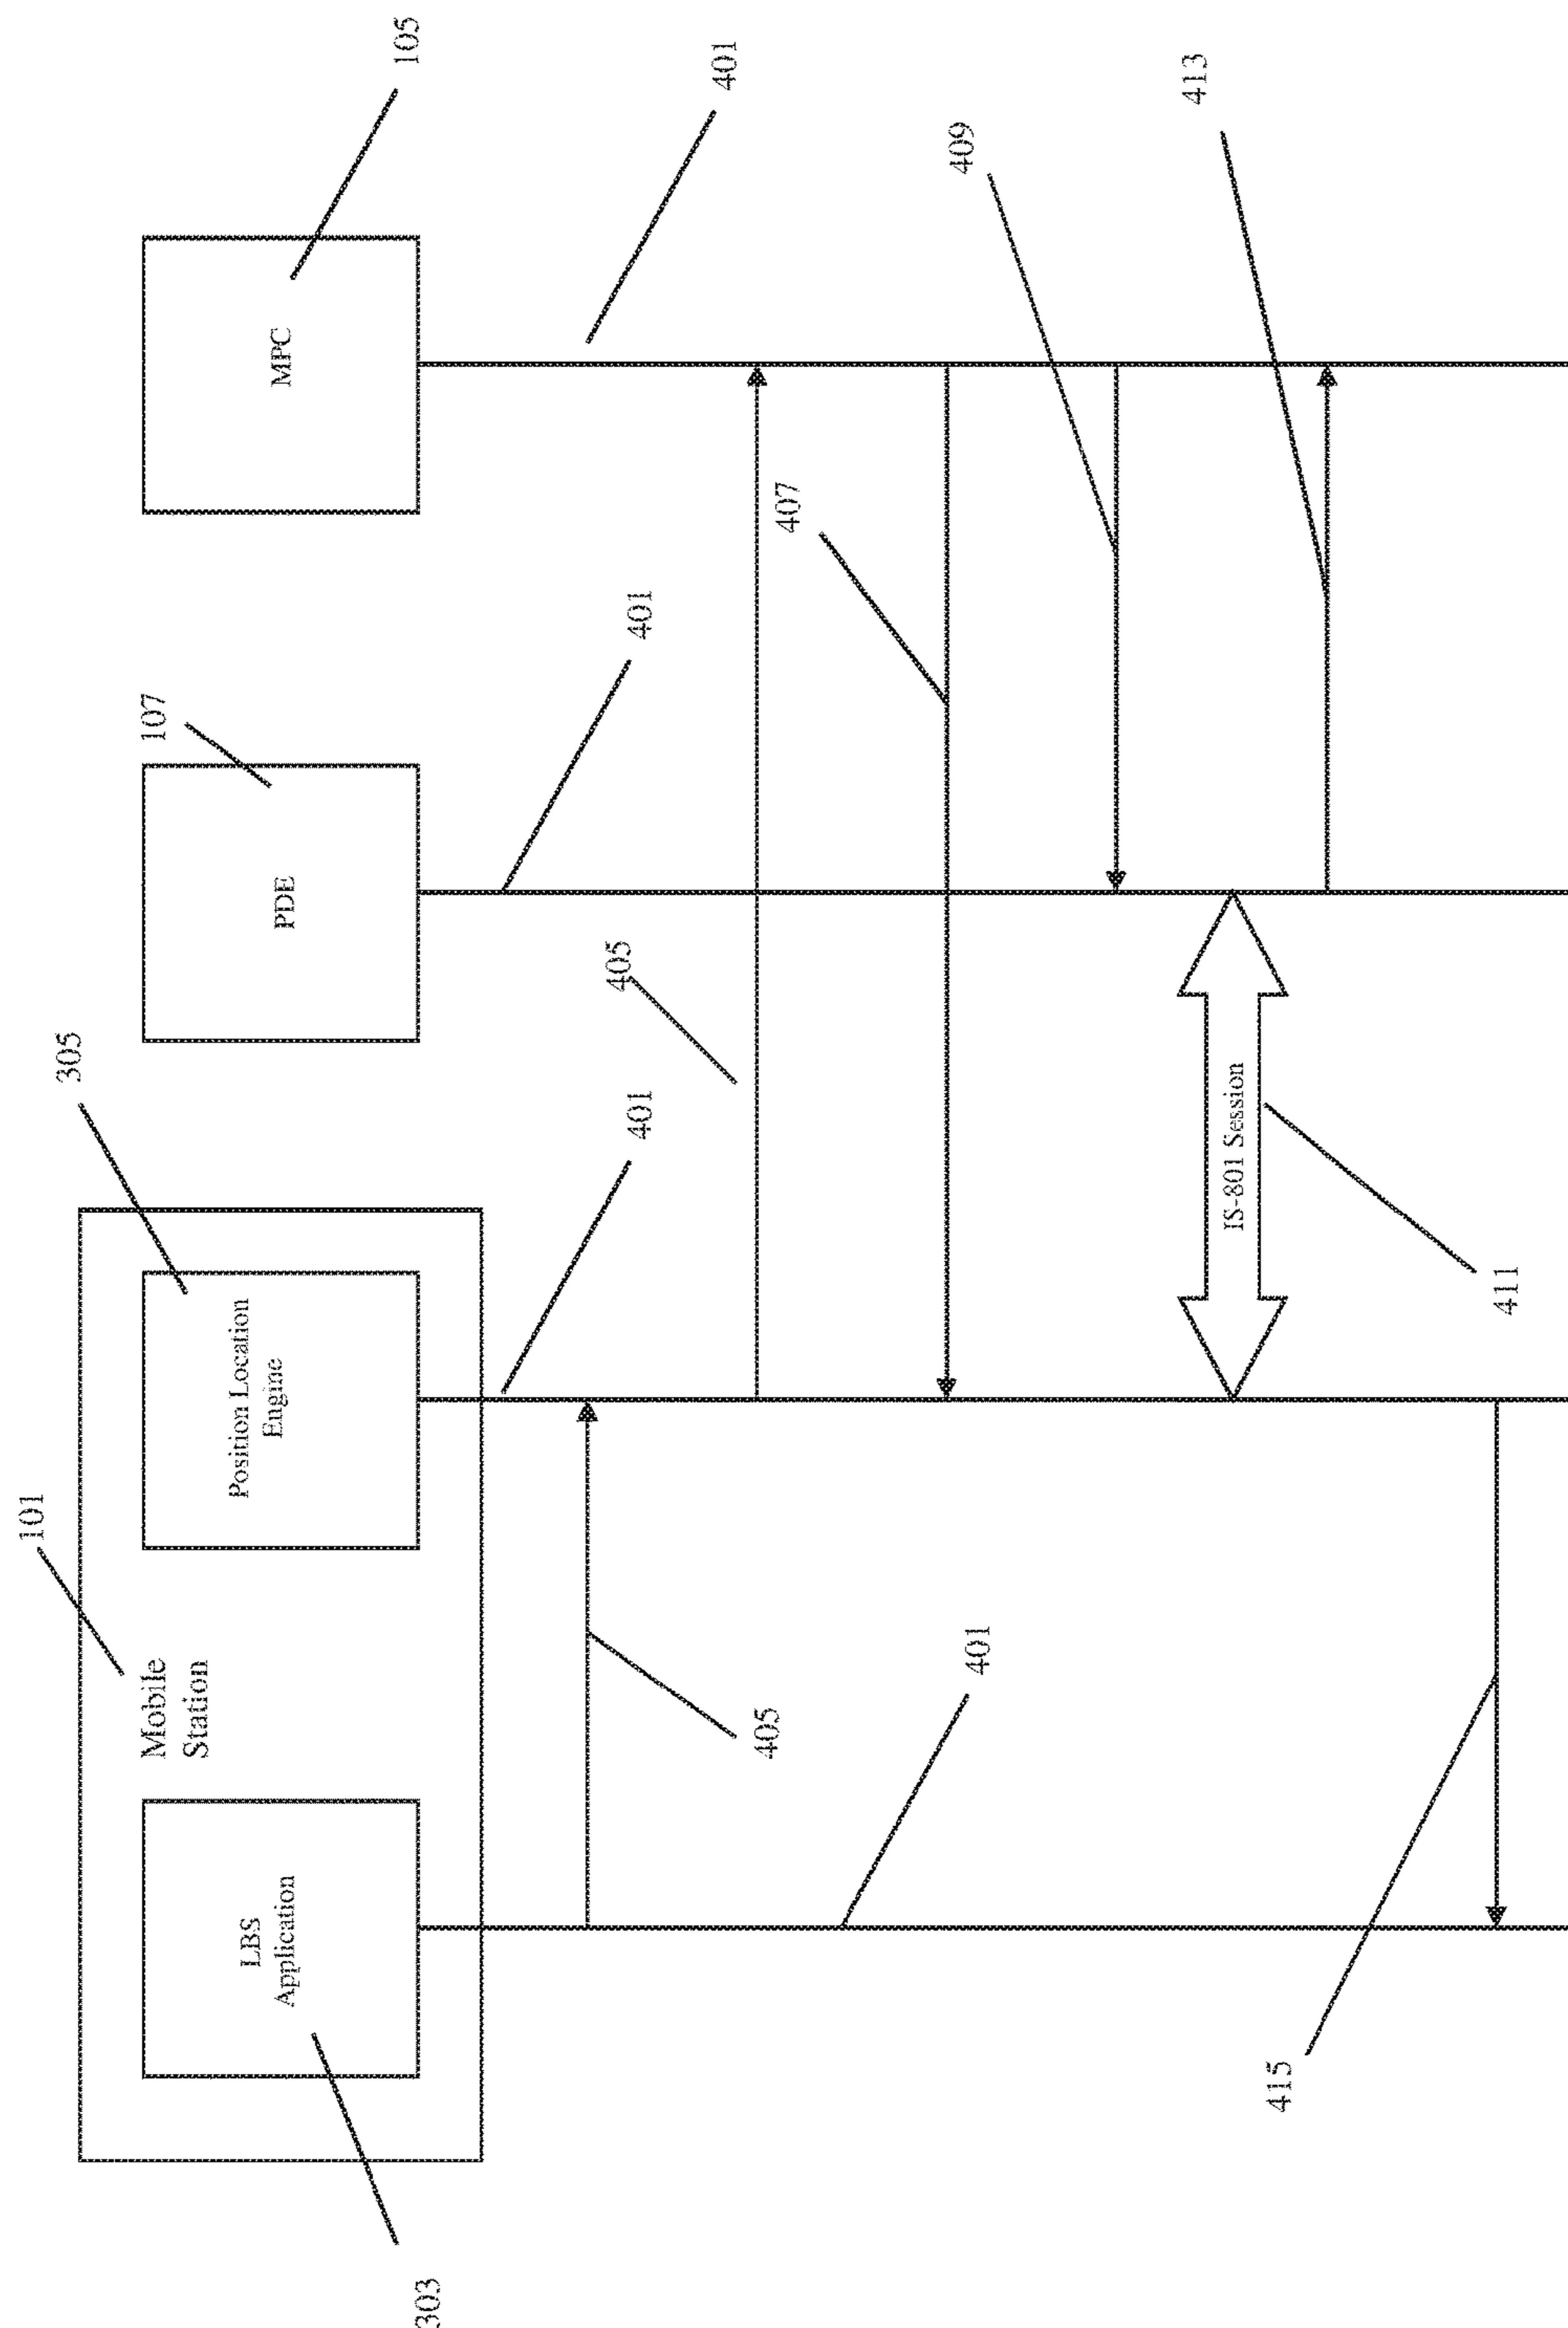 101
305
107
Mobile
Station
LBS
Application
Position Location
Engine
PDE
MPC
105
303
405
401
401
401
405
407
409
401
413
IS-801 Session
415
411